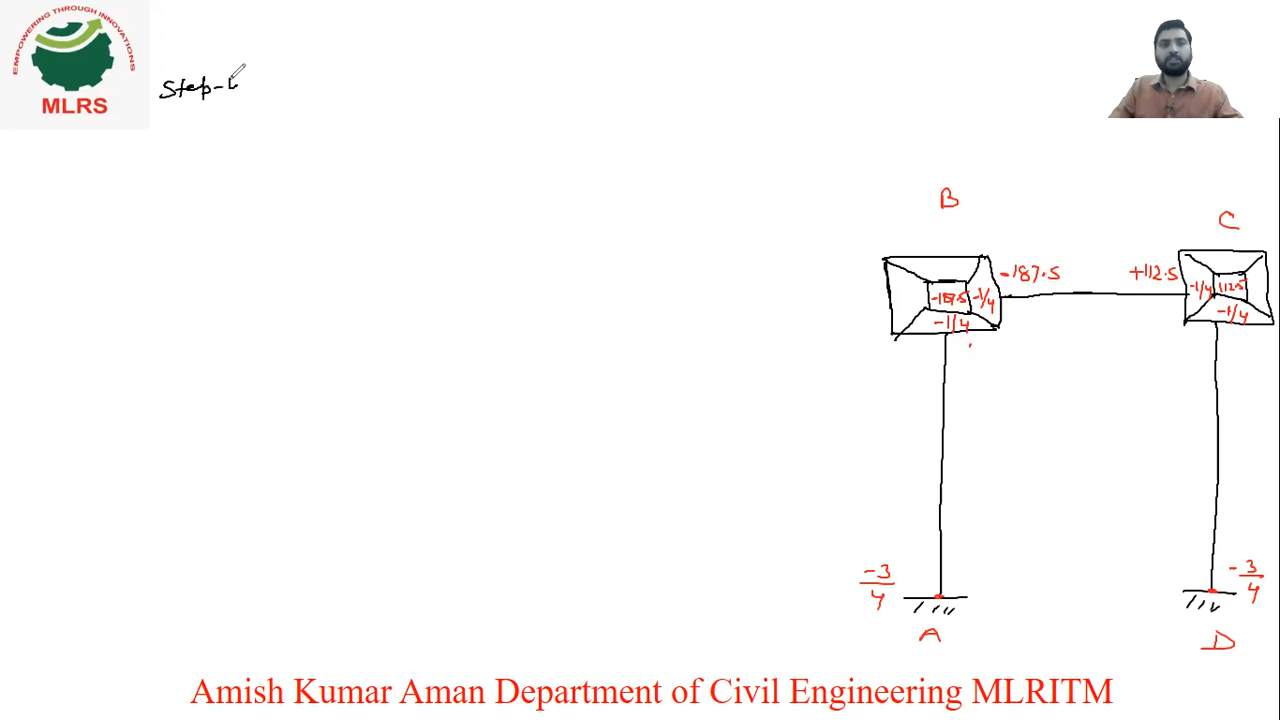 EMPOWERING THROUGH INNOVATIONS
MLRS
Step-
B
C
-187.5
+112.5
-187.5
-1/4
-1/4
-1/4
112.5
-1/4
-3/4
-3/4
A
D
Amish Kumar Aman Department of Civil Engineering MLRITM